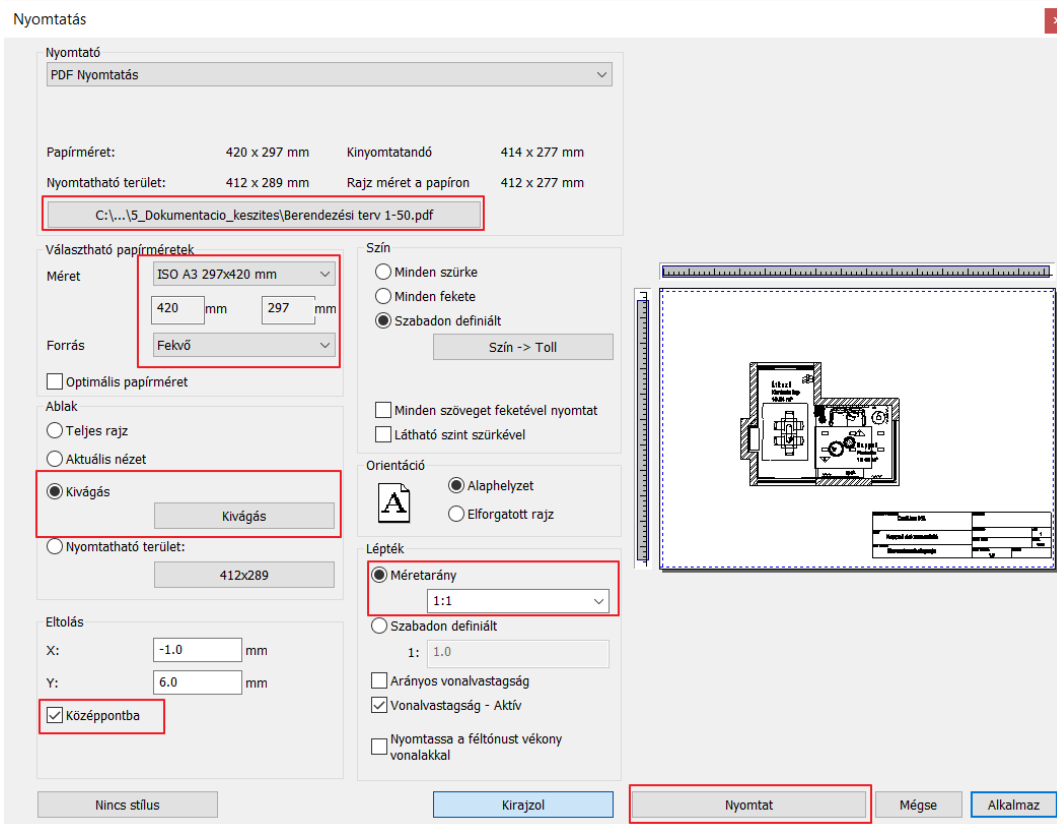 Nyomtatás
Nyomtató
PDF Nyomtatás
Papírméret: 420 x 297 mm Kinyomtatandó 414 x 277 mm
Nyomtatható terület: 412 x 289 mm Rajz méret a papíron 412 x 277 mm
C:\...\5_Dokumentacio_keszites\Berendezési terv 1-50.pdf
Választható papírméretek
Méret ISO A3 297x420 mm
420 mm 297 mm
Forrás Fekvő
Optimális papírméret
Ablak
Teljes rajz
Aktuális nézet
Kivágás
Kivágás
Nyomtatható terület:
412x289
Eltolás
X: -1.0 mm
Y: 6.0 mm
Középpontba
Szín
Minden szürke
Minden fekete
Szabadon definiált
Szín -> Toll
Minden szöveget feketével nyomtat
Látható szint szürkével
Orientáció
A
Alaphelyzet
Elforgatott rajz
Lépték
Méretarány
1:1
Szabadon definiált
1: 1.0
Arányos vonalvastagság
Vonalvastagság - Aktív
Nyomtassa a féltónust vékony
vonalakkal
Nincs stílus Kirajzol Nyomtat Mégse Alkalmaz